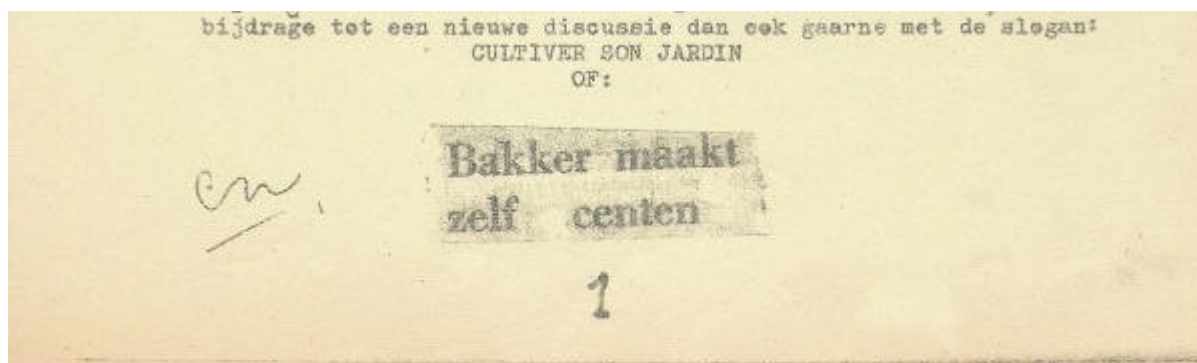 bijdrage tot een nieuwe discussie dan ook gaarne met de slogan:
CULTIVER SON JARDIN
OF:
Bakker maakt
en,
zelf centen
1